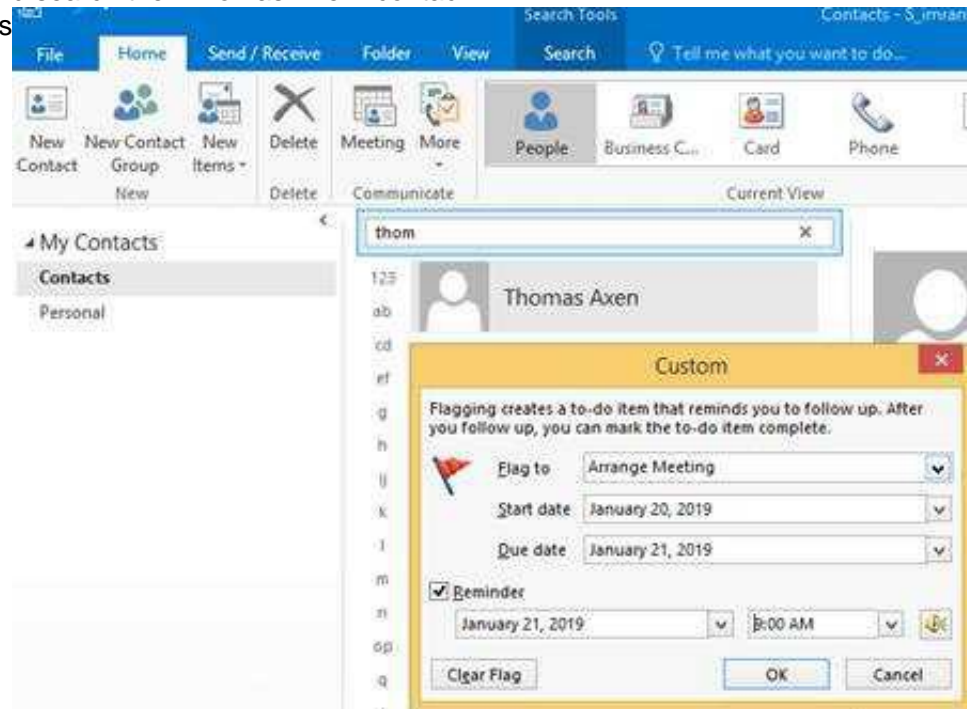 s
Search Tools
Contacts - S_imran
File Home Send / Receive Folder View Search Tell me what you want to do...
New Contact
New Contact Group
New Items
Delete
Meeting
More
People
Business C...
Card
Phone
New
Delete
Communicate
Current View
My Contacts
Contacts
Personal
thom
123
ab
cd
ef
g
h
ij
k
l
m
n
op
q
Thomas Axen
Custom
Flagging creates a to-do item that reminds you to follow up. After
you follow up, you can mark the to-do item complete.
Flag to Arrange Meeting
Start date January 20, 2019
Due date January 21, 2019
Reminder
January 21, 2019 9:00 AM
Clear Flag OK Cancel